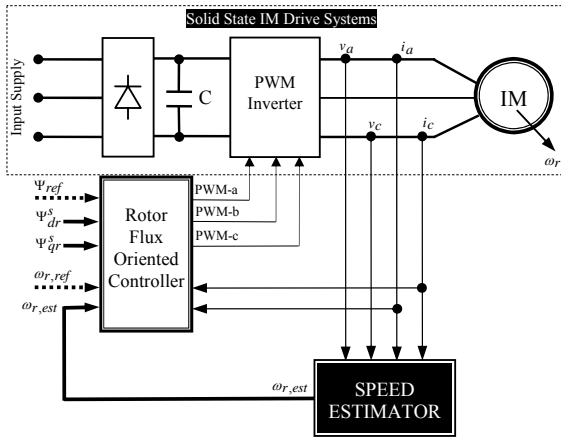 Solid State IM Drive Systems
Input Supply
C
PWM
Inverter
v_a
i_a
v_c
i_c
IM
ω_r
Ψ_ref
Ψ^s_dr
Ψ^s_qr
ω_r,ref
ω_r,est
Rotor
Flux
Oriented
Controller
PWM-a
PWM-b
PWM-c
ω_r,est
SPEED
ESTIMATOR